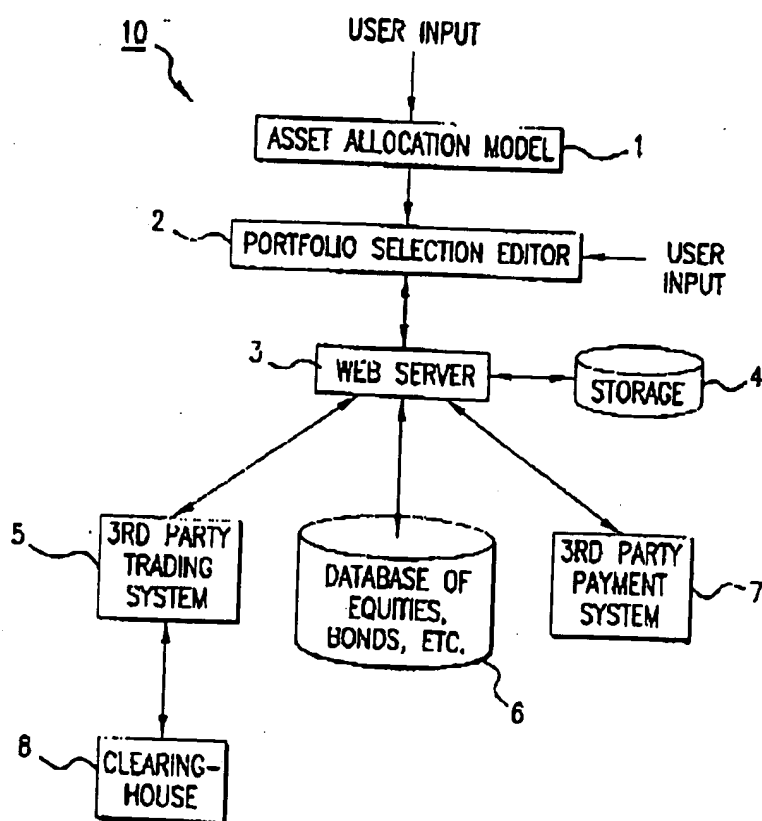 10
USER INPUT
ASSET ALLOCATION MODEL
1
2
PORTFOLIO SELECTION EDITOR
USER
INPUT
3
WEB SERVER
STORAGE
4
5
3RD PARTY
TRADING
SYSTEM
DATABASE OF
EQUITIES,
BONDS, ETC.
6
3RD PARTY
PAYMENT
SYSTEM
7
8
CLEARING-
HOUSE